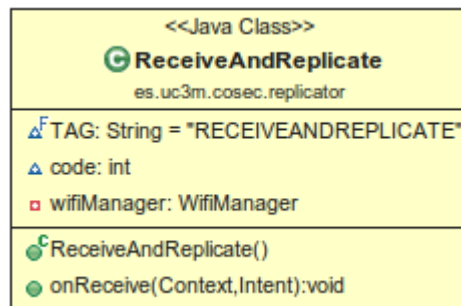 <<Java Class>>
C ReceiveAndReplicate
es.uc3m.cosec.replicator
F TAG: String = "RECEIVEANDREPLICATE"
code: int
wifiManager: WifiManager
C ReceiveAndReplicate()
onReceive(Context,Intent):void